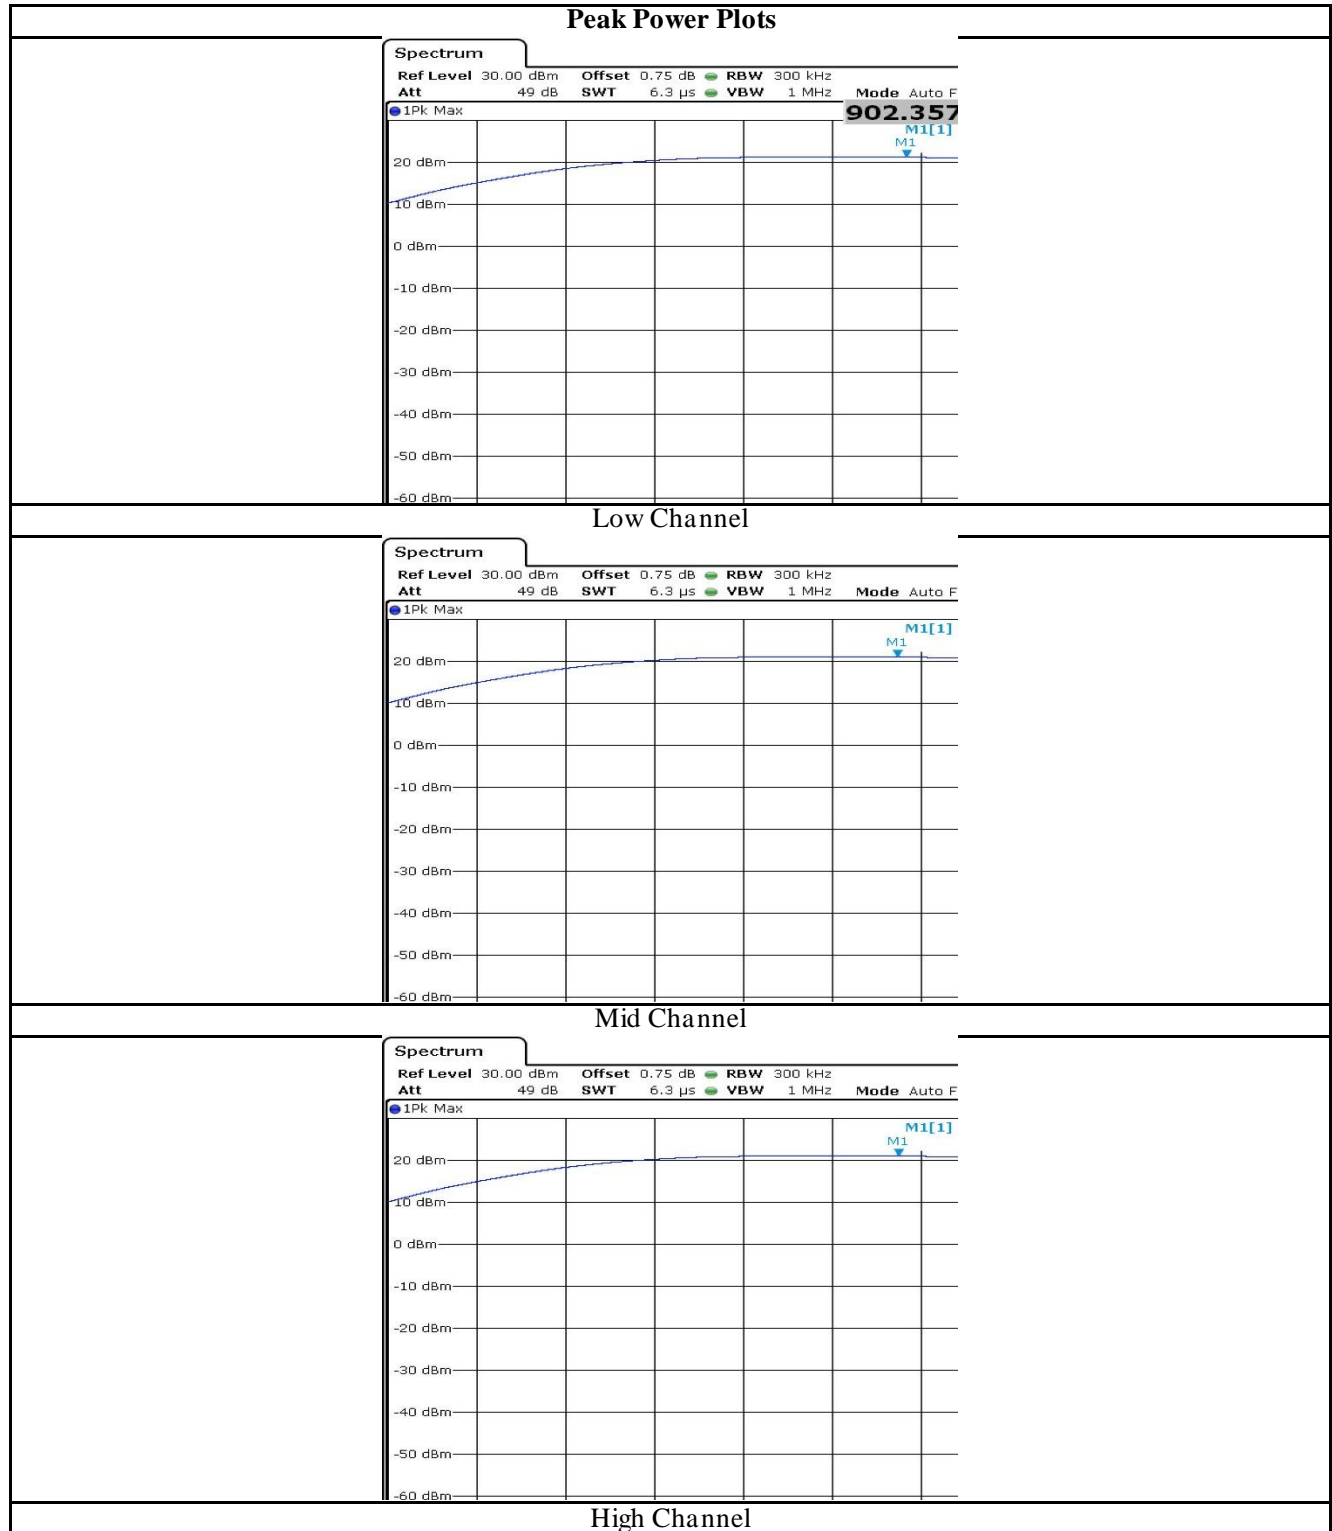 Peak Power Plots
Spectrum
Ref Level 30.00 dBm Offset 0.75 dB RBW 300 kHz
Att 49 dB SWT 6.3 µs VBW 1 MHz Mode Auto F
1Pk Max 902.357
M1[1]
M1
20 dBm
10 dBm
0 dBm
-10 dBm
-20 dBm
-30 dBm
-40 dBm
-50 dBm
-60 dBm
Low Channel
Spectrum
Ref Level 30.00 dBm Offset 0.75 dB RBW 300 kHz
Att 49 dB SWT 6.3 µs VBW 1 MHz Mode Auto F
1Pk Max
M1[1]
M1
20 dBm
10 dBm
0 dBm
-10 dBm
-20 dBm
-30 dBm
-40 dBm
-50 dBm
-60 dBm
Mid Channel
Spectrum
Ref Level 30.00 dBm Offset 0.75 dB RBW 300 kHz
Att 49 dB SWT 6.3 µs VBW 1 MHz Mode Auto F
1Pk Max
M1[1]
M1
20 dBm
10 dBm
0 dBm
-10 dBm
-20 dBm
-30 dBm
-40 dBm
-50 dBm
-60 dBm
High Channel